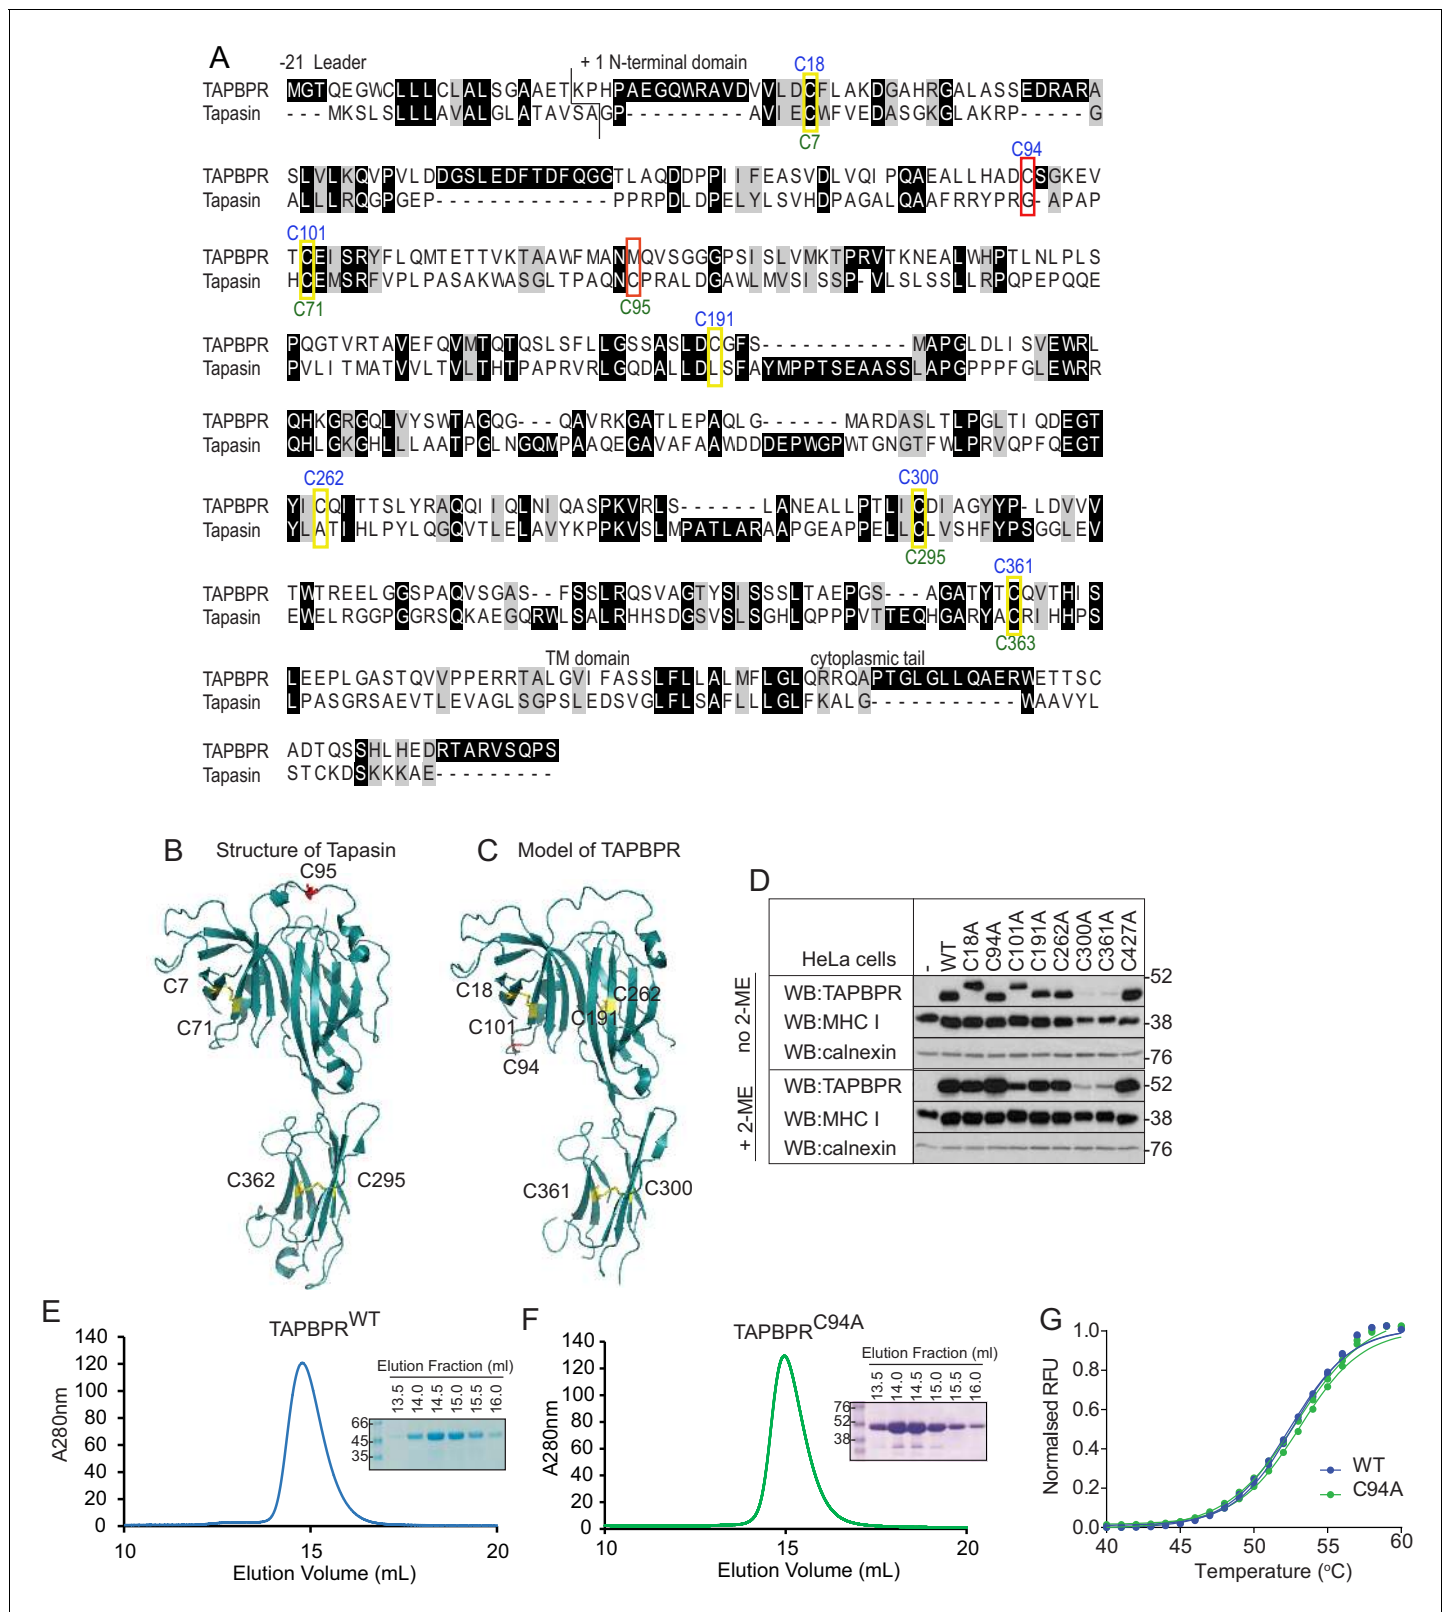 A
-21 Leader
+ 1 N-terminal domain
C18
TAPBPR MGTQEGWCLLLCLALSGAAETKPHPAEGQWRAVDVVLDCFLAKDGAHRGALASSEDRARA
Tapasin - - - MKSLSLLLAVALGLATAVSAGP- - - - - - - - - AVIECWFVEDASGKGLAKRP- - - - - G
C7
C94
TAPBPR SLVLKQVPVLDDGSLEDFTDFQGGTLAQDDPPIIFEASVDLVQIPQAEALLHADCSGKEV
Tapasin ALLLRQGPGEP- - - - - - - - - - - - - PPRPDLDPELYLSVHDPAGALQAAFRRYPRG- APAP
C101
TAPBPR TCEISRYFLQMTETTVKTAAWFMANMQVSGGGPSISLVMKTPRVTKNEALWHPTLNLPLS
Tapasin HCEMSRFVPLPASAKWASGLTPAQNCPRALDGAWLMVSISSP- VLSLSSLLRPQPEPQQE
C71
C95
C191
TAPBPR PQGTVRTAVEFQVMTQTQSLSFLLGSSASLDCGFS- - - - - - - - - - - MAPGLDLISVEWRL
Tapasin PVLITMATVVLTVLTHTPAPRVRLGQDALLDLSFAYMPPTSEAASSLAPGPPPFGLEWRR
TAPBPR QHKGRGQLVYSWTAGQG- - - QAVRKGATLEPAQLG- - - - - - MARDASLTLPGLTIQDEGT
Tapasin QHLGKGHLLLAATPGLNGQMPAAQEGAVAFAAWDDDEPWGPWTGNGTFWLPRVQPFQEGT
C262
C300
TAPBPR YICQITTSLYRAQQIIQLNIQASPKVRLS- - - - - - LANEALLPTLICDIAGYYP- LDVVV
Tapasin YLATIHLPYLQGQVTLELAVYKPPKVSLMPATLARAAPGEAPPELLCLVSHFYPSGGLEV
C295
C361
TAPBPR TWTREELGGSPAQVSGAS- - FSSLRQSVAGTYSISSSLTAEPGS- - - AGATYTCQVTHIS
Tapasin EWELRGGPGGRSQKAEGQRWLSALRHHSDGSVSLSGHLQPPPVTTEQHGARYACRIHHPS
C363
TM domain
cytoplasmic tail
TAPBPR LEEPLGASTQVVPPERRTALGVIFASSLFLLALMFLGLQRRQAPTGLGLLQAERWETTSC
Tapasin LPASGRSAEVTLEVAGLSGPSLEDSVGLFLSAFLLLGLFKALG- - - - - - - - - - - WAAVYL
TAPBPR ADTQSSHLHEDRTARVSQPS
Tapasin STCKDSKKKAE- - - - - - - - -
B
Structure of Tapasin
C95
C7
C71
C362
C295
C
Model of TAPBPR
C18
C262
C191
C101
C94
C361
C300
D
HeLa cells
- WT C18A C94A C101A C191A C262A C300A C361A C427A
no 2-ME
WB:TAPBPR
-52
WB:MHC I
-38
WB:calnexin
-76
+ 2-ME
WB:TAPBPR
-52
WB:MHC I
-38
WB:calnexin
-76
E
TAPBPR WT
A280nm
140
120
100
80
60
40
20
0
10 15 20
Elution Volume (mL)
Elution Fraction (ml)
13.5 14.0 14.5 15.0 15.5 16.0
66-
45-
35-
F
TAPBPR C94A
A280nm
140
120
100
80
60
40
20
0
10 15 20
Elution Volume (mL)
Elution Fraction (ml)
13.5 14.0 14.5 15.0 15.5 16.0
76-
52-
38-
G
Normalised RFU
1.0
0.8
0.6
0.4
0.2
0.0
40 45 50 55 60
Temperature (°C)
WT
C94A